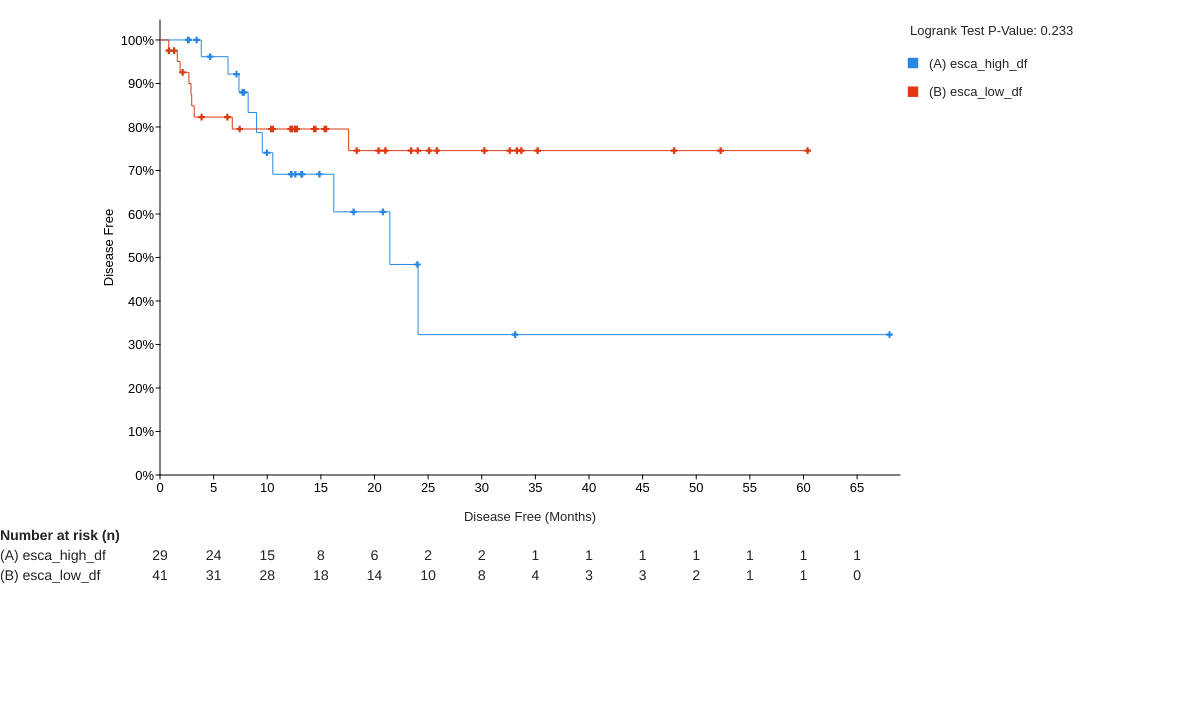 Logrank Test P-Value: 0.233
(A) esca_high_df
(B) esca_low_df
100%
90%
80%
70%
60%
50%
40%
30%
20%
10%
0%
Disease Free
0 5 10 15 20 25 30 35 40 45 50 55 60 65
Disease Free (Months)
Number at risk (n)
(A) esca_high_df 29 24 15 8 6 2 2 1 1 1 1 1 1 1
(B) esca_low_df 41 31 28 18 14 10 8 4 3 3 2 1 1 0